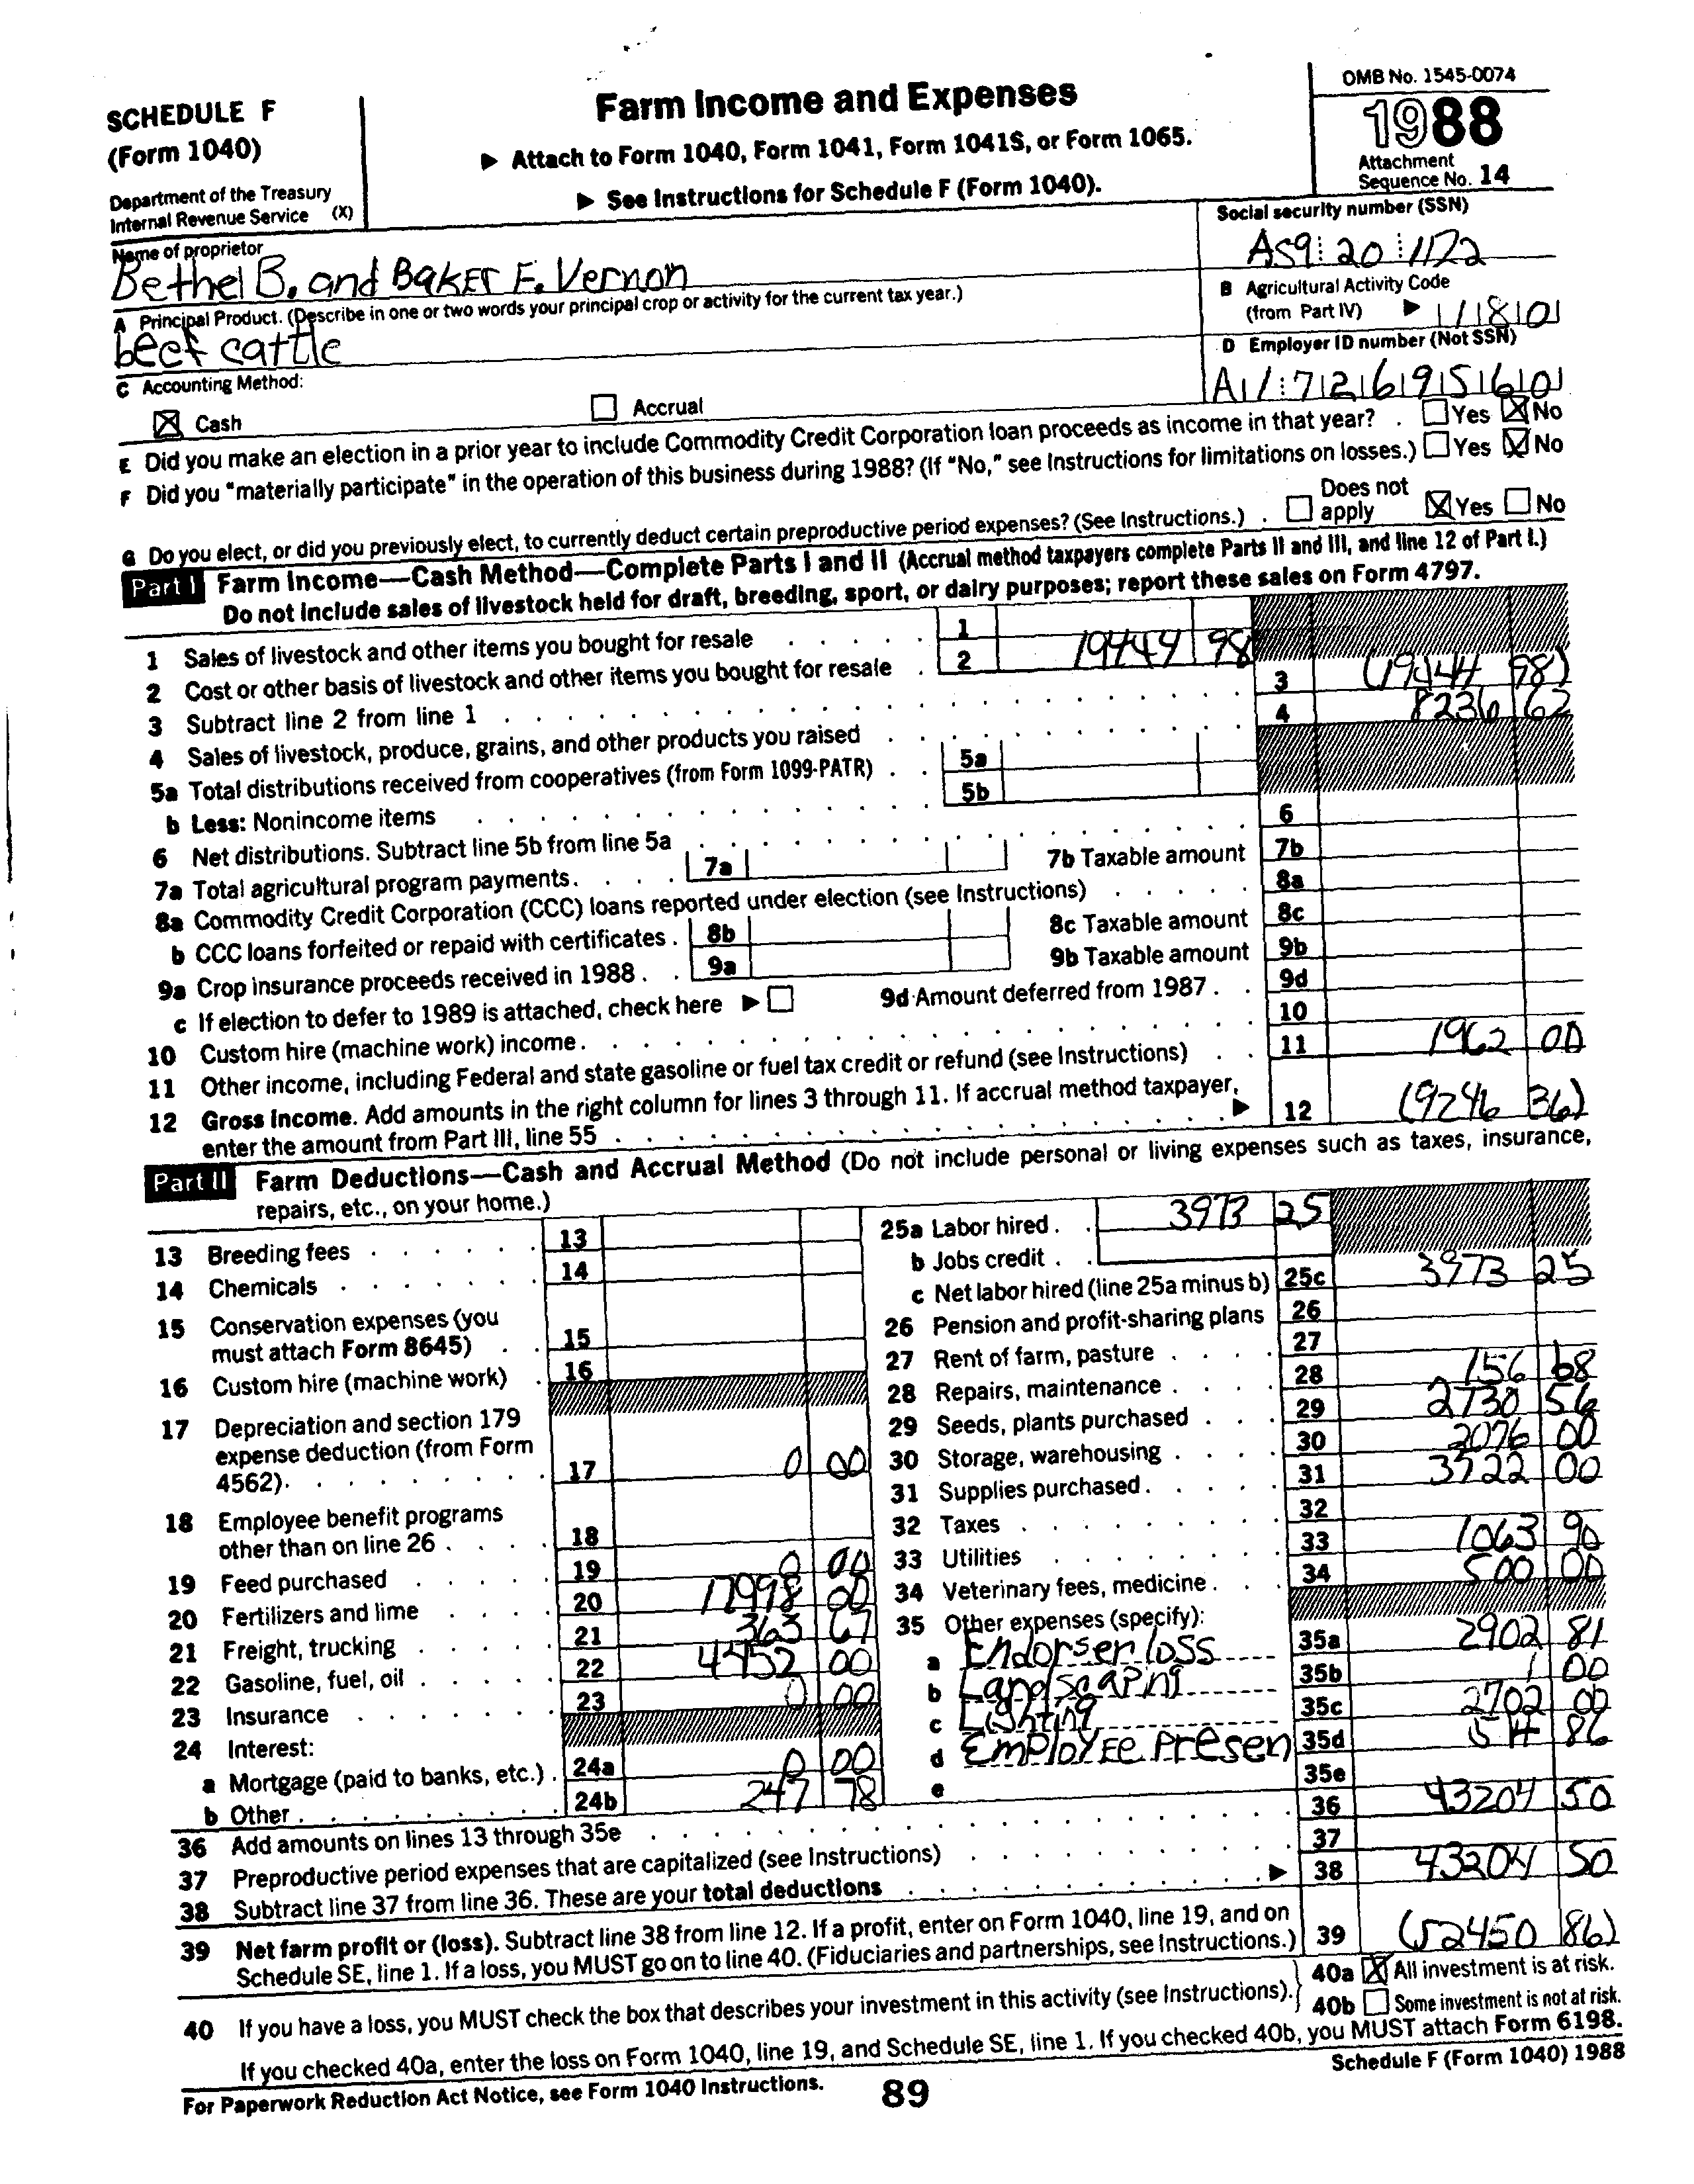 SCHEDULE F
(Form 1040)
Department of the Treasury
Internal Revenue Service (X)
Farm Income and Expenses
▶ Attach to Form 1040, Form 1041, Form 1041S, or Form 1065.
▶ See Instructions for Schedule F (Form 1040).
OMB No. 1545-0074
1988
Attachment
Sequence No. 14
Name of proprietor
Bethel B. and Baker E. Vernon
Social security number (SSN)
A59 20 1172
A Principal Product. (Describe in one or two words your principal crop or activity for the current tax year.)
beef cattle
B Agricultural Activity Code
(from Part IV) ▶ 1|1|8|0|
C Accounting Method:
D Employer ID number (Not SSN)
A|1 7|2|6|9|5|6|0|
☒ Cash ☐ Accrual
E Did you make an election in a prior year to include Commodity Credit Corporation loan proceeds as income in that year? . ☐ Yes ☒ No
F Did you "materially participate" in the operation of this business during 1988? (If "No," see Instructions for limitations on losses.) ☐ Yes ☒ No
G Do you elect, or did you previously elect, to currently deduct certain preproductive period expenses? (See Instructions.) . ☐ Does not apply ☒ Yes ☐ No
Part I Farm Income—Cash Method—Complete Parts I and II (Accrual method taxpayers complete Parts II and III, and line 12 of Part I.)
Do not include sales of livestock held for draft, breeding, sport, or dairy purposes; report these sales on Form 4797.
1 Sales of livestock and other items you bought for resale 1
2 Cost or other basis of livestock and other items you bought for resale 2 19444 98
3 Subtract line 2 from line 1 3 (19444 98)
4 Sales of livestock, produce, grains, and other products you raised 4 8236 62
5a Total distributions received from cooperatives (from Form 1099-PATR) 5a
b Less: Nonincome items 5b
6 Net distributions. Subtract line 5b from line 5a 6
7a Total agricultural program payments. 7a 7b Taxable amount 7b
8a Commodity Credit Corporation (CCC) loans reported under election (see Instructions) 8a
b CCC loans forfeited or repaid with certificates . 8b 8c Taxable amount 8c
9a Crop insurance proceeds received in 1988 . 9a 9b Taxable amount 9b
c If election to defer to 1989 is attached, check here ▶ ☐ 9d Amount deferred from 1987 . 9d
10 Custom hire (machine work) income. 10
11 Other income, including Federal and state gasoline or fuel tax credit or refund (see Instructions) 11 1962 00
12 Gross Income. Add amounts in the right column for lines 3 through 11. If accrual method taxpayer,
enter the amount from Part III, line 55 ▶ 12 (9246 36)
Part II Farm Deductions—Cash and Accrual Method (Do not include personal or living expenses such as taxes, insurance,
repairs, etc., on your home.)
13 Breeding fees 13
14 Chemicals 14
15 Conservation expenses (you
must attach Form 8645) 15
16 Custom hire (machine work) 16
17 Depreciation and section 179
expense deduction (from Form
4562). 17 0 00
18 Employee benefit programs
other than on line 26 18
19 Feed purchased 19 0 00
20 Fertilizers and lime 20 17998 00
21 Freight, trucking 21 363 67
22 Gasoline, fuel, oil 22 4452 00
23 Insurance 23 0 00
24 Interest:
a Mortgage (paid to banks, etc.) . 24a 0 00
b Other 24b 247 78
25a Labor hired . 3973 25
b Jobs credit .
c Net labor hired (line 25a minus b) 25c 3973 25
26 Pension and profit-sharing plans 26
27 Rent of farm, pasture 27
28 Repairs, maintenance 28 156 68
29 Seeds, plants purchased 29 2730 56
30 Storage, warehousing 30 2076 00
31 Supplies purchased 31 3722 00
32 Taxes 32
33 Utilities 33 1063 90
34 Veterinary fees, medicine 34 500 00
35 Other expenses (specify):
a Endorser loss 35a 2902 81
b Landscaping 35b 1 00
c Lighting 35c 2702 00
d Employee Presen 35d 86
e 35e
36 Add amounts on lines 13 through 35e 36 43204 50
37 Preproductive period expenses that are capitalized (see Instructions) 37
38 Subtract line 37 from line 36. These are your total deductions ▶ 38 43204 50
39 Net farm profit or (loss). Subtract line 38 from line 12. If a profit, enter on Form 1040, line 19, and on
Schedule SE, line 1. If a loss, you MUST go on to line 40. (Fiduciaries and partnerships, see Instructions.) 39 (52450 86)
40 If you have a loss, you MUST check the box that describes your investment in this activity (see Instructions). 40a ☒ All investment is at risk.
40b ☐ Some investment is not at risk.
If you checked 40a, enter the loss on Form 1040, line 19, and Schedule SE, line 1. If you checked 40b, you MUST attach Form 6198.
For Paperwork Reduction Act Notice, see Form 1040 Instructions. 89 Schedule F (Form 1040) 1988